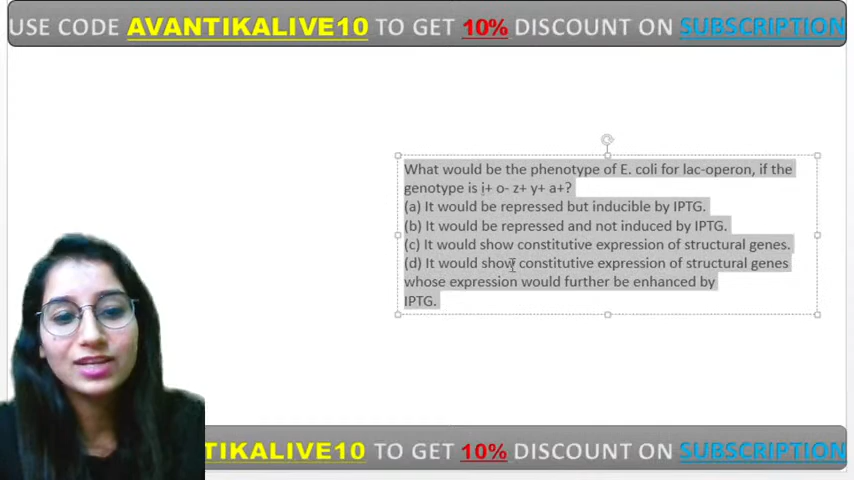 USE CODE AVANTIKALIVE10 TO GET 10% DISCOUNT ON SUBSCRIPTION
What would be the phenotype of E. coli for lac-operon, if the
genotype is i+ o- z+ y+ a+?
(a) It would be repressed but inducible by IPTG.
(b) It would be repressed and not induced by IPTG.
(c) It would show constitutive expression of structural genes.
(d) It would show constitutive expression of structural genes
whose expression would further be enhanced by
IPTG.
TIKALIVE10 TO GET 10% DISCOUNT ON SUBSCRIPTION